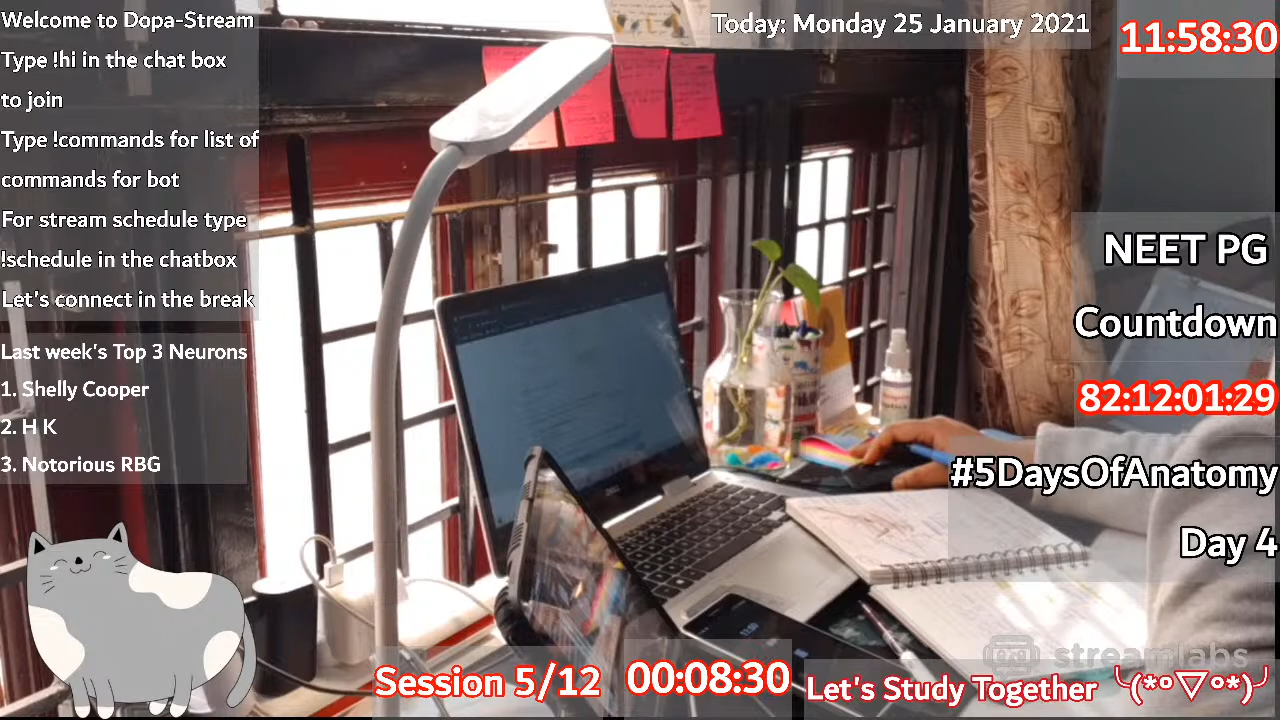 Welcome to Dopa-Stream
Type !hi in the chat box
to join
Type !commands for list of
commands for bot
For stream schedule type
!schedule in the chatbox
Let's connect in the break
Last week's Top 3 Neurons
1. Shelly Cooper
2. H K
3. Notorious RBG
Today: Monday 25 January 2021
11:58:30
NEET PG
Countdown
82:12:01:29
#5DaysOfAnatomy
Day 4
streamlabs
Session 5/12
00:08:30
Let's Study Together ╰(*°▽°*)╯